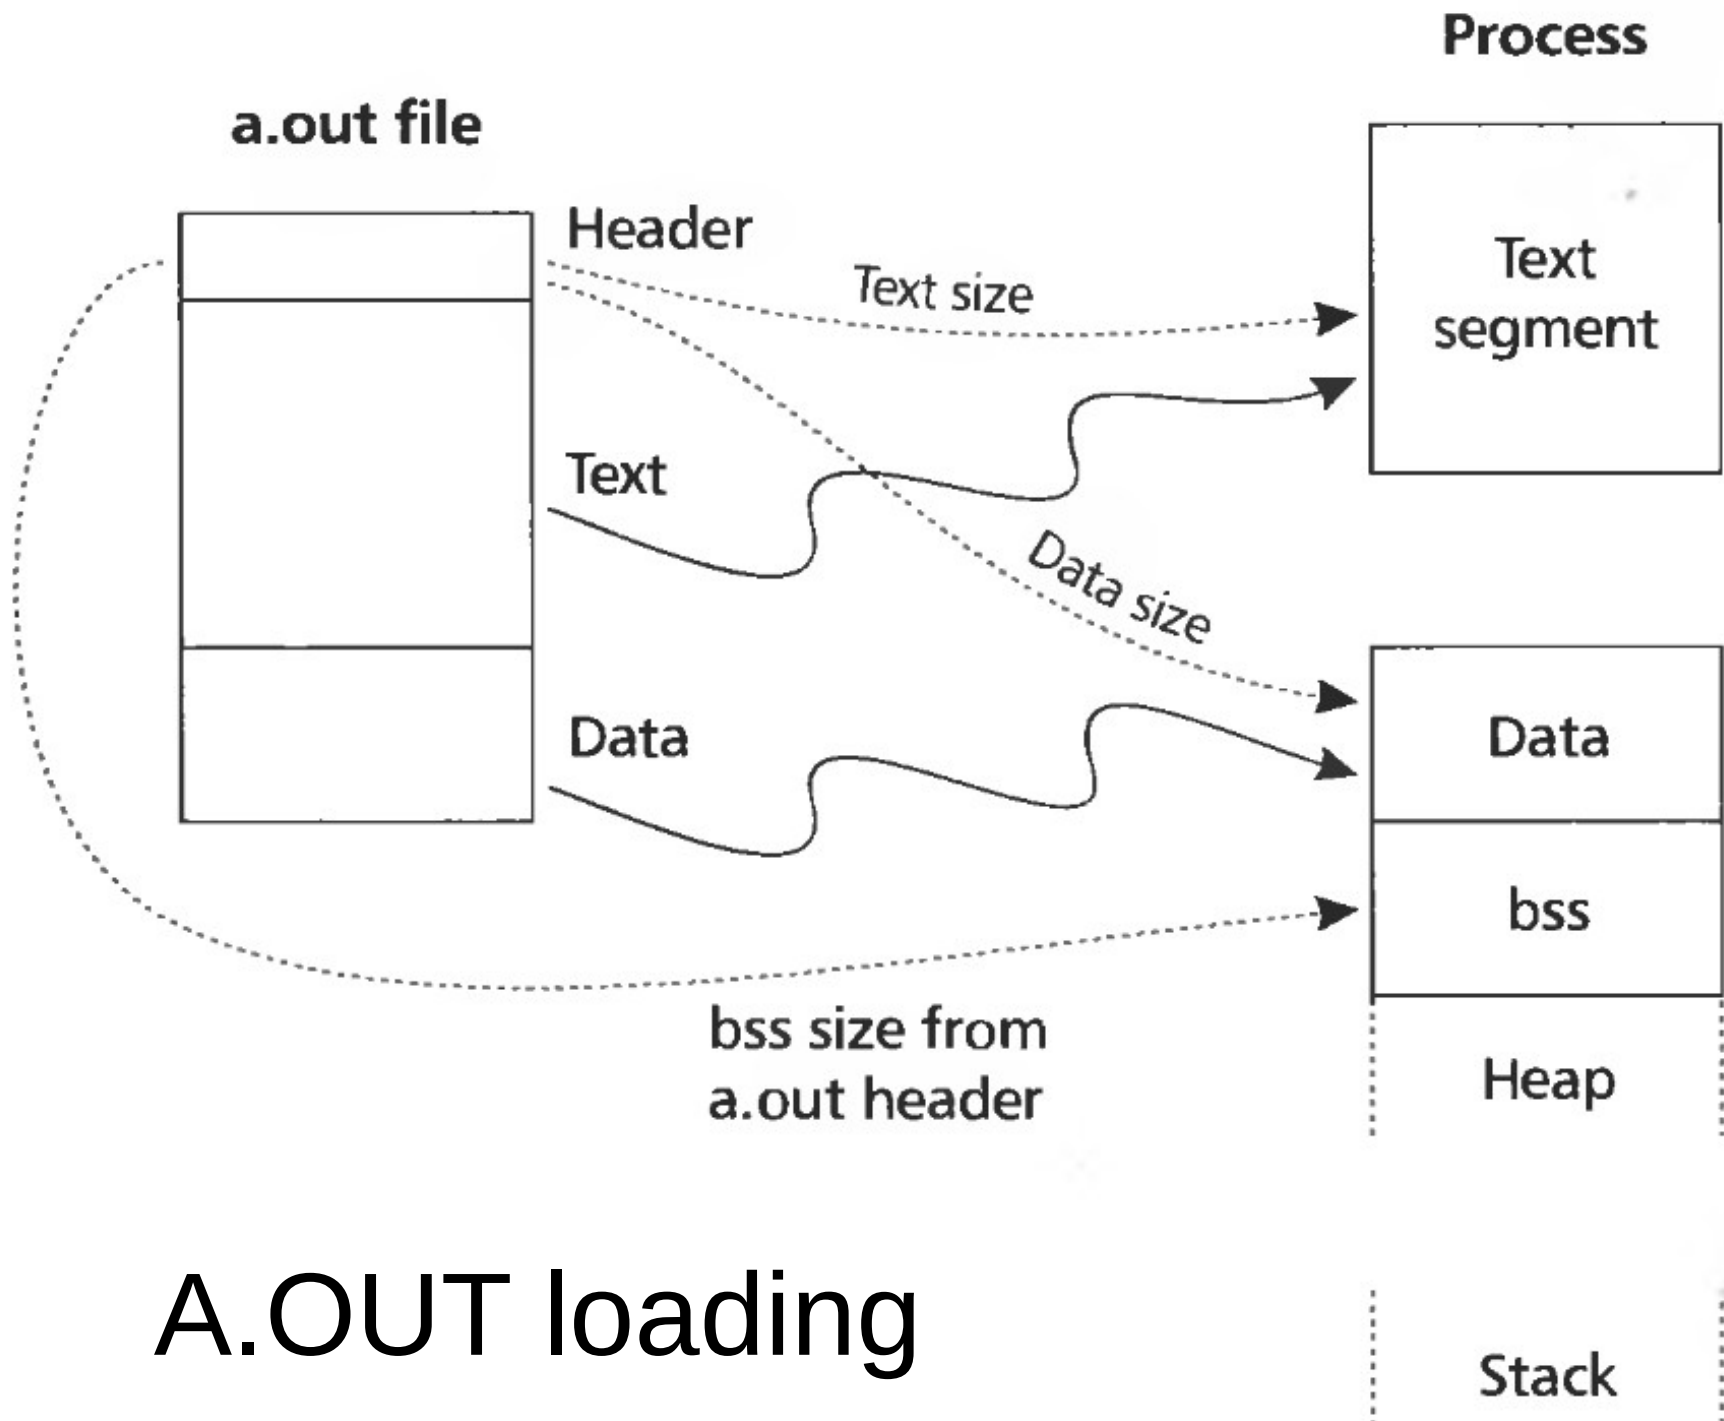 Process
a.out file
Header
Text size
Text
segment
Text
Data size
Data
Data
bss
bss size from
a.out header
Heap
A.OUT loading
Stack